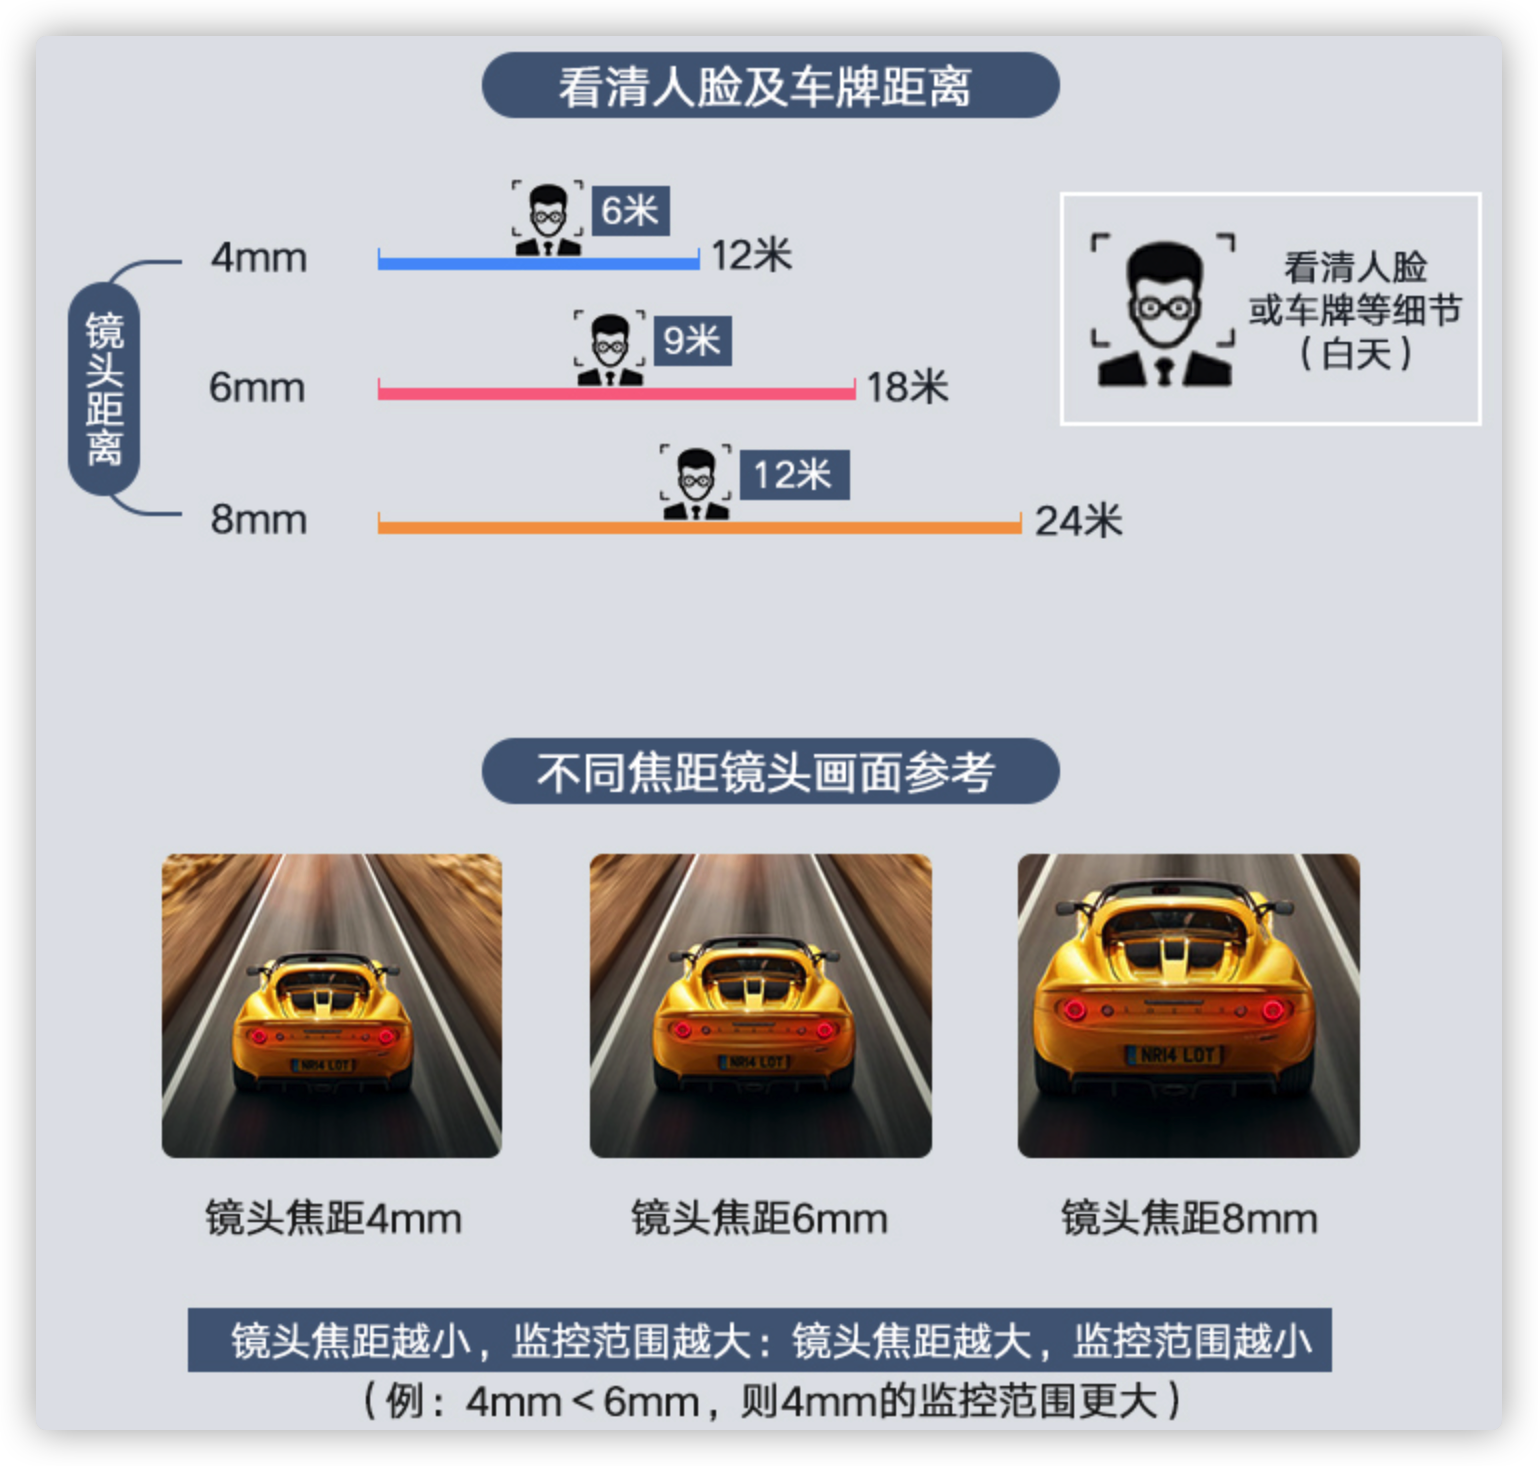 看清人脸及车牌距离
镜头距离
4mm
6米
12米
6mm
9米
18米
8mm
12米
24米
看清人脸
或车牌等细节
（白天）
不同焦距镜头画面参考
NR14 LOT
NR14 LOT
NR14 LOT
镜头焦距4mm
镜头焦距6mm
镜头焦距8mm
镜头焦距越小，监控范围越大：镜头焦距越大，监控范围越小
（例：4mm<6mm，则4mm的监控范围更大）